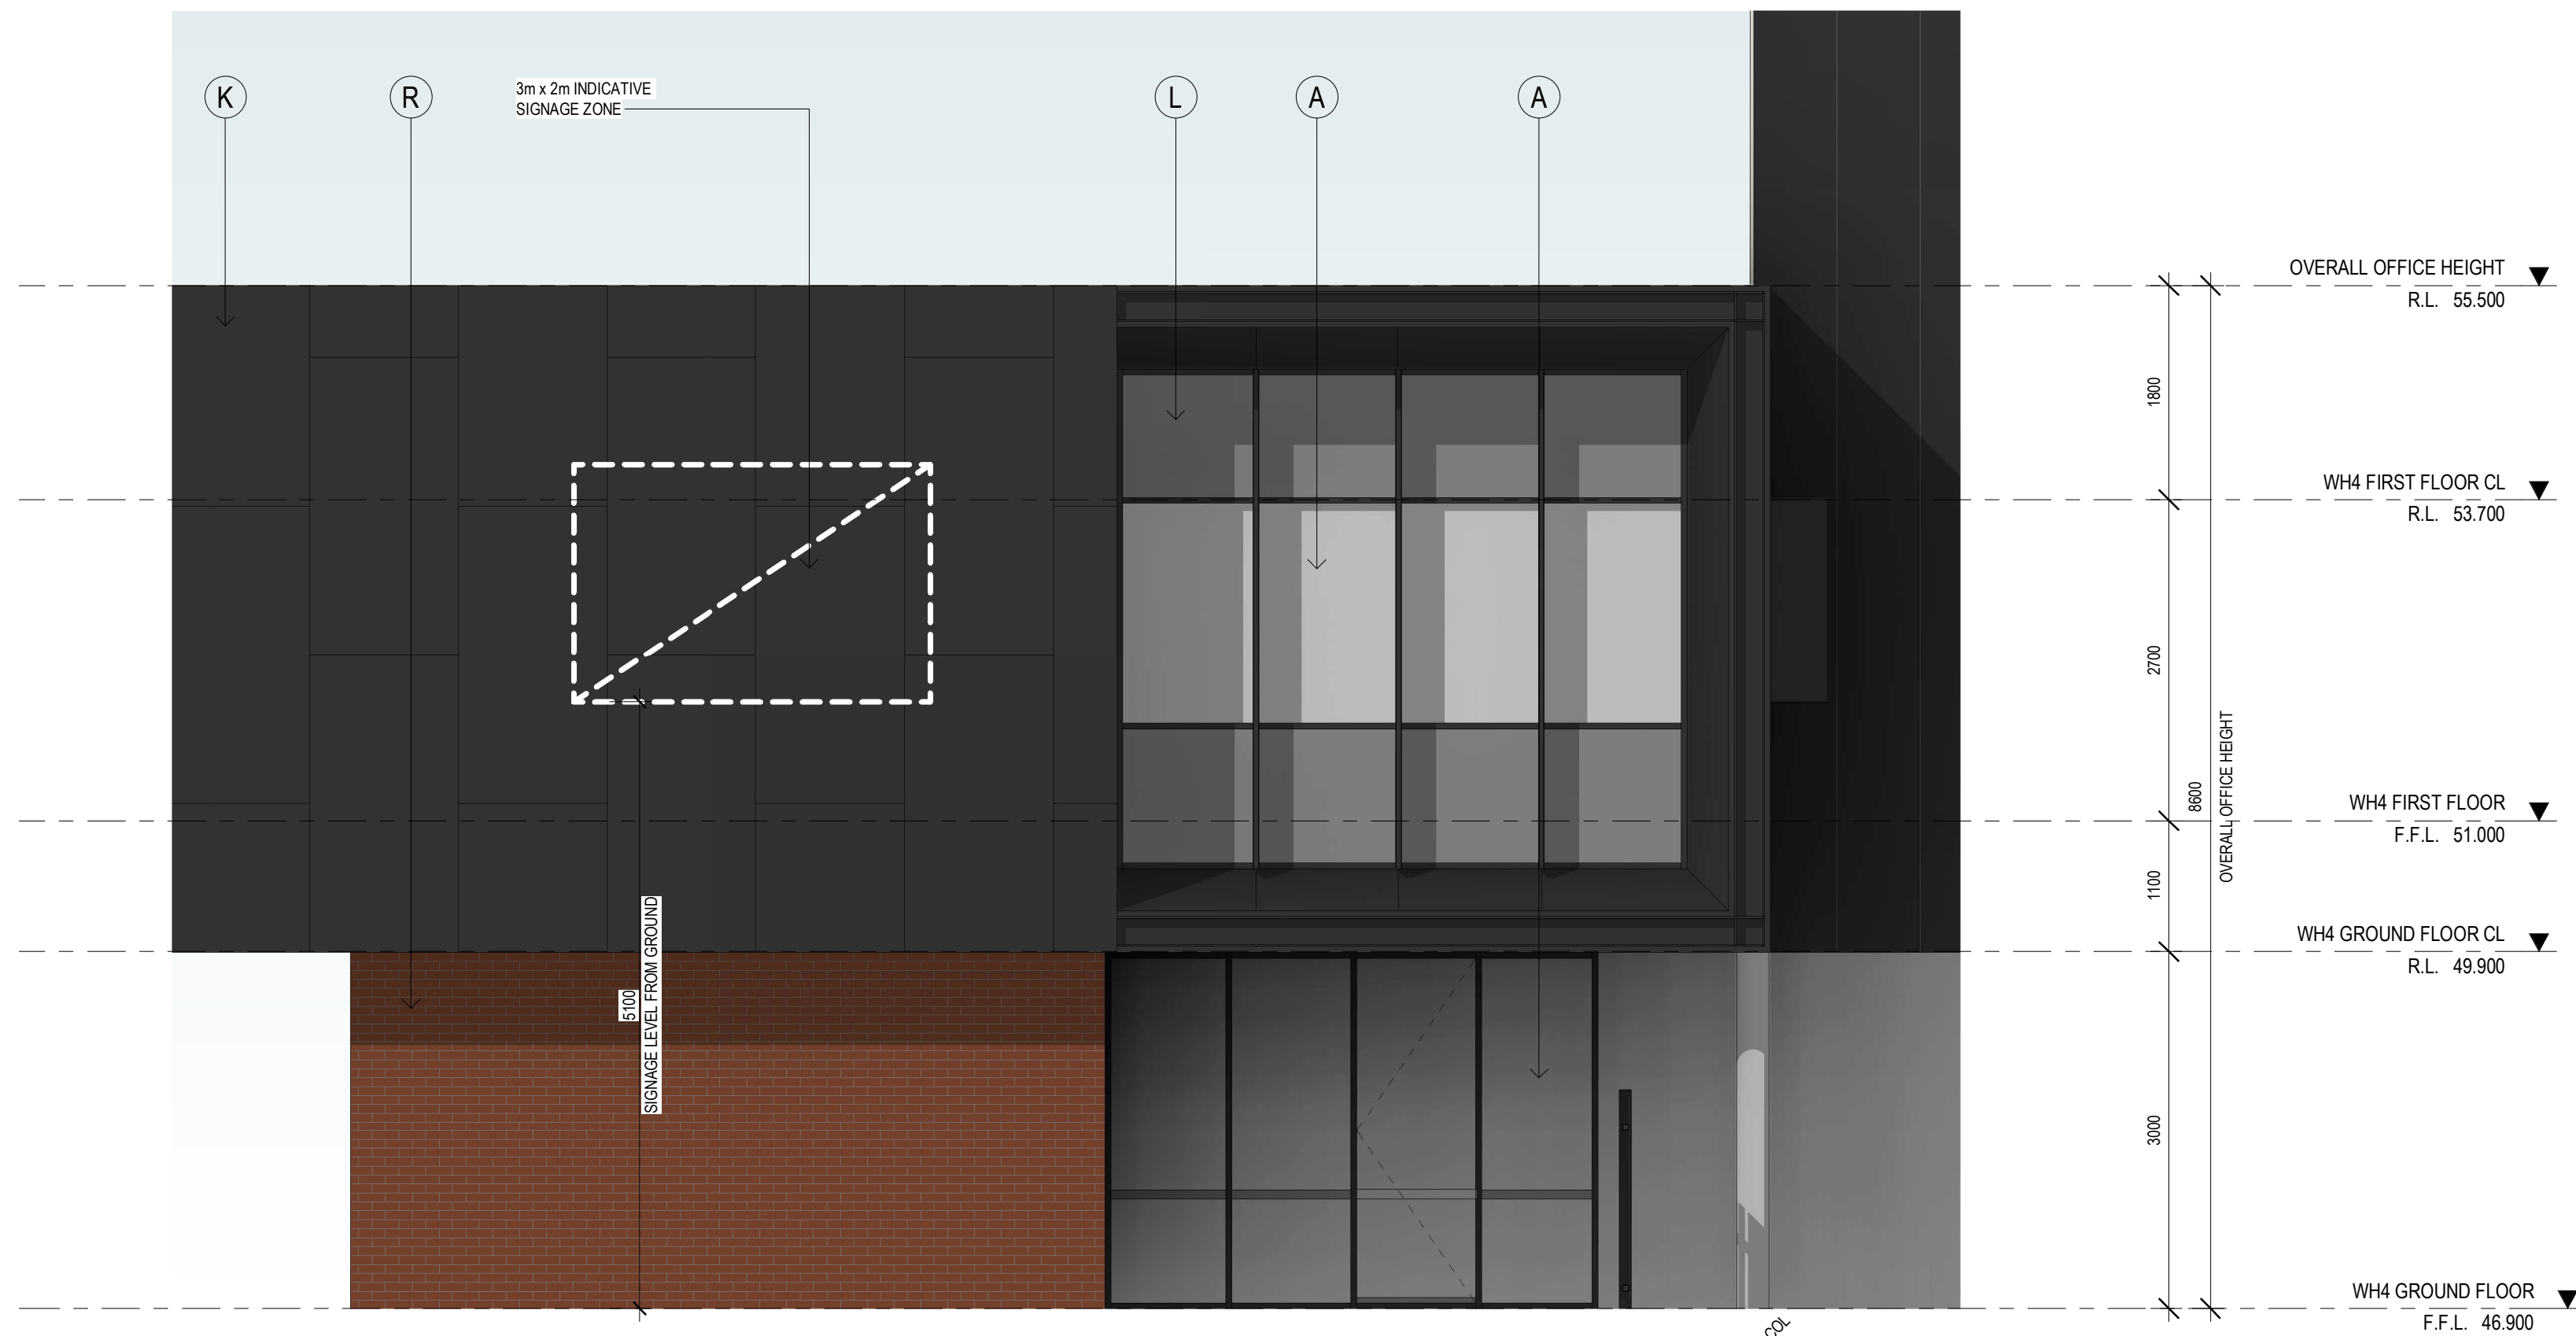 K
R
3m x 2m INDICATIVE
SIGNAGE ZONE
L
A
A
OVERALL OFFICE HEIGHT
R.L. 55.500
1800
WH4 FIRST FLOOR CL
R.L. 53.700
2700
8600
OVERALL OFFICE HEIGHT
WH4 FIRST FLOOR
F.F.L. 51.000
1100
WH4 GROUND FLOOR CL
R.L. 49.900
5100
SIGNAGE LEVEL FROM GROUND
3000
WH4 GROUND FLOOR
F.F.L. 46.900
COL